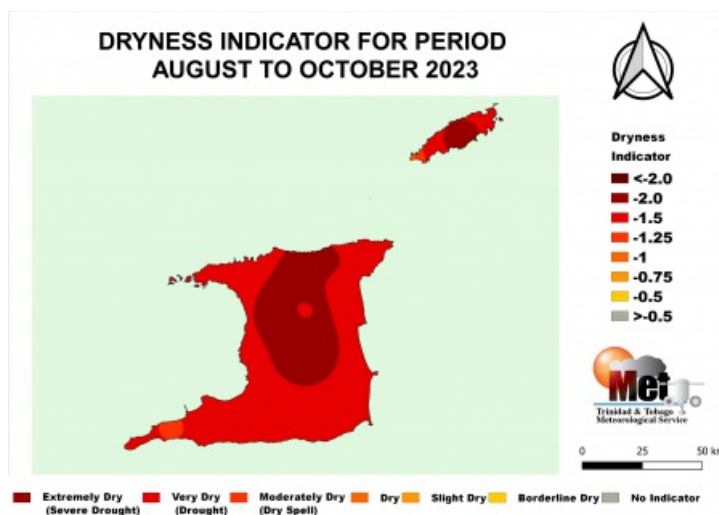 DRYNESS INDICATOR FOR PERIOD
AUGUST TO OCTOBER 2023
Dryness
Indicator
<-2.0
-2.0
-1.5
-1.25
-1
-0.75
-0.5
>-0.5
Met
Trinidad & Tobago
Meteorological Service
0 25 50 km
Extremely Dry Very Dry Moderately Dry Dry Slight Dry Borderline Dry No Indicator
(Severe Drought) (Drought) (Dry Spell)